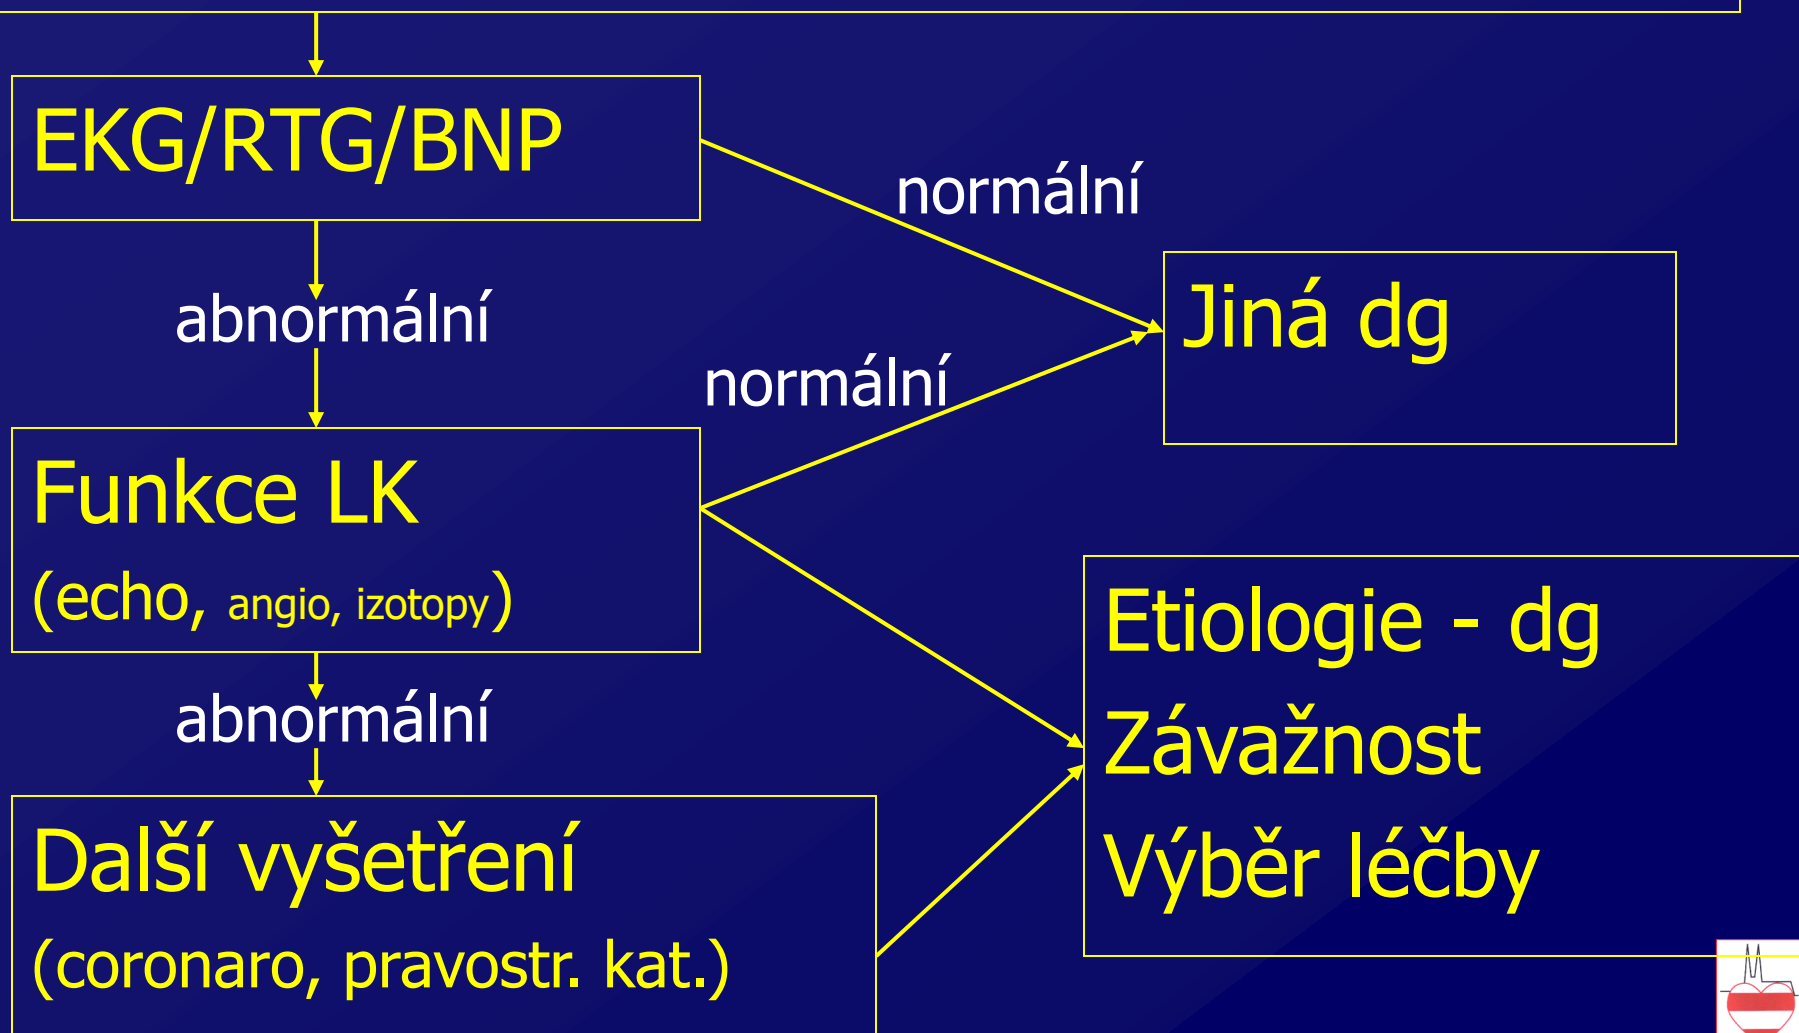 EKG/RTG/BNP
normální
abnormální
Jiná dg
normální
Funkce LK
(echo, angio, izotopy)
abnormální
Etiologie - dg
Závažnost
Výběr léčby
Další vyšetření
(coronaro, pravostr. kat.)